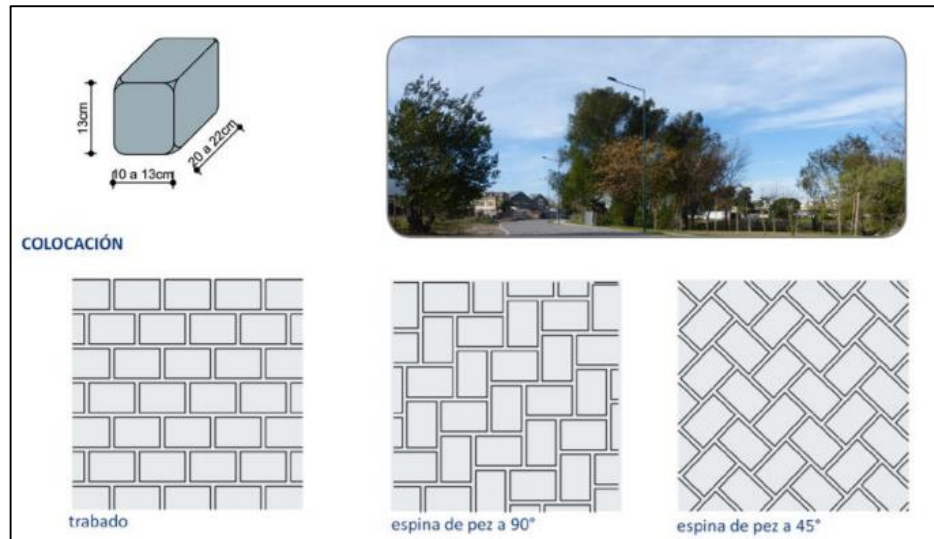 13cm
10 a 13cm
20 a 22cm
COLOCACIÓN
trabado
espina de pez a 90°
espina de pez a 45°